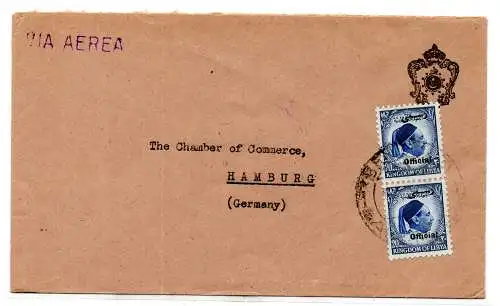 VIA AEREA
The Chamber of Commerce,
HAMBURG
(Germany)
Official
KINGDOM OF LIBYA
Official
KINGDOM OF LIBYA